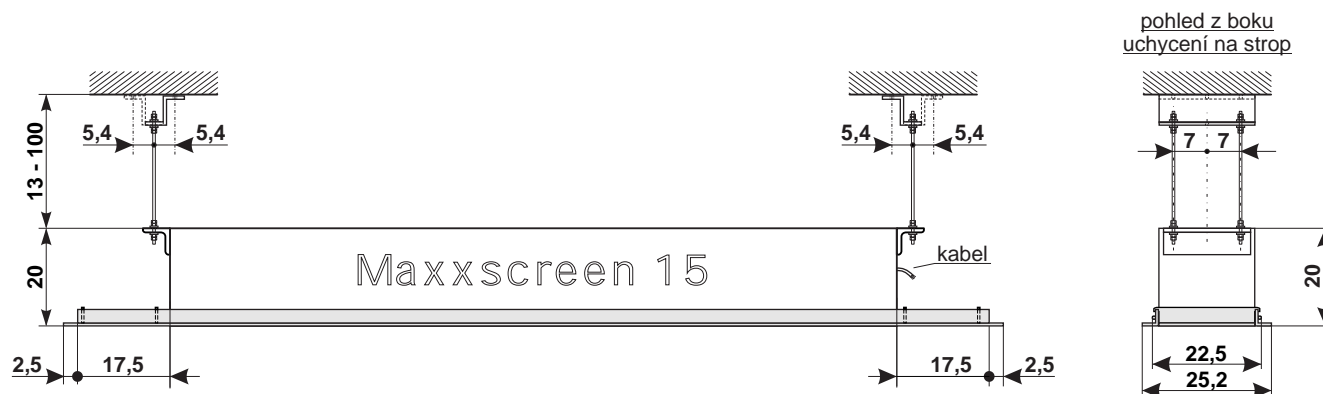 pohled z boku
uchycení na strop
5,4 5,4 5,4 5,4
13 - 100
7 7
20
Maxxscreen 15
kabel
20
2,5 17,5 17,5 2,5
22,5
25,2